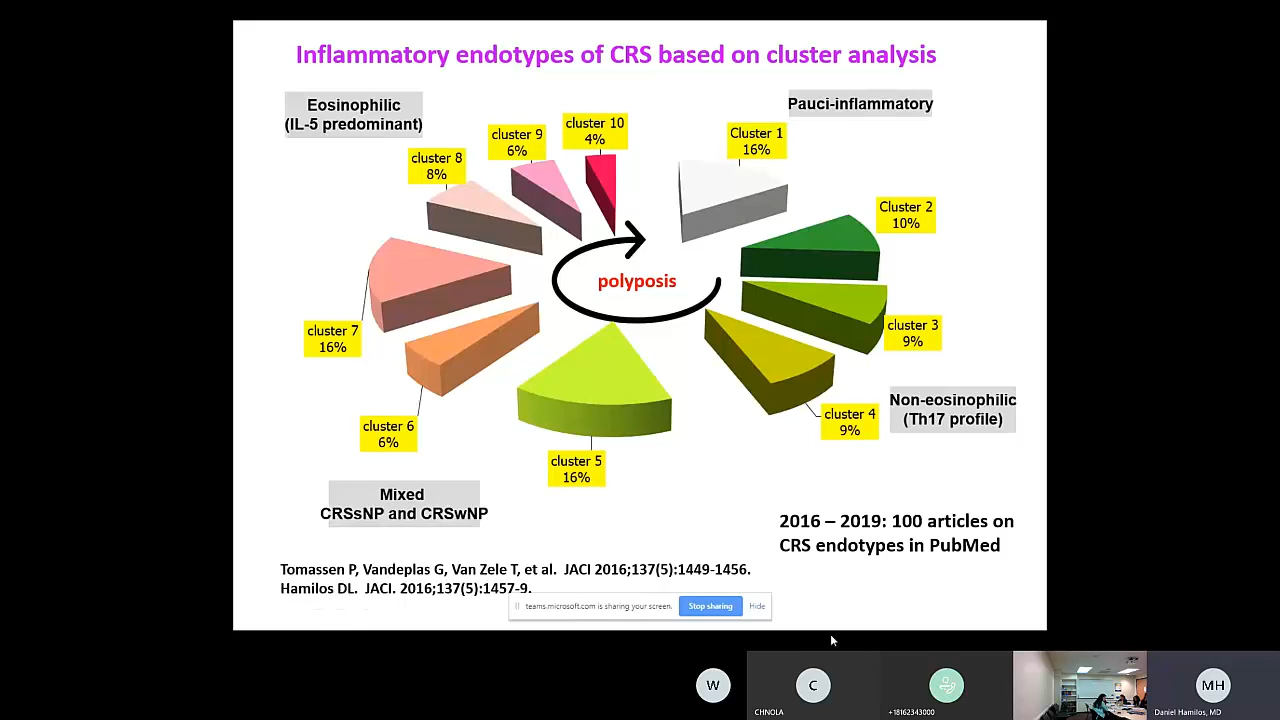 Inflammatory endotypes of CRS based on cluster analysis
Eosinophilic
(IL-5 predominant)
Pauci-inflammatory
cluster 10
4%
cluster 9
6%
Cluster 1
16%
cluster 8
8%
Cluster 2
10%
polyposis
cluster 7
16%
cluster 3
9%
Non-eosinophilic
(Th17 profile)
cluster 4
9%
cluster 6
6%
cluster 5
16%
Mixed
CRSsNP and CRSwNP
2016 – 2019: 100 articles on
CRS endotypes in PubMed
Tomassen P, Vandeplas G, Van Zele T, et al. JACI 2016;137(5):1449-1456.
Hamilos DL. JACI. 2016;137(5):1457-9.
teams.microsoft.com is sharing your screen. Stop sharing Hide
W
C
MH
CHNOLA
+18162343000
Daniel Hamilos, MD